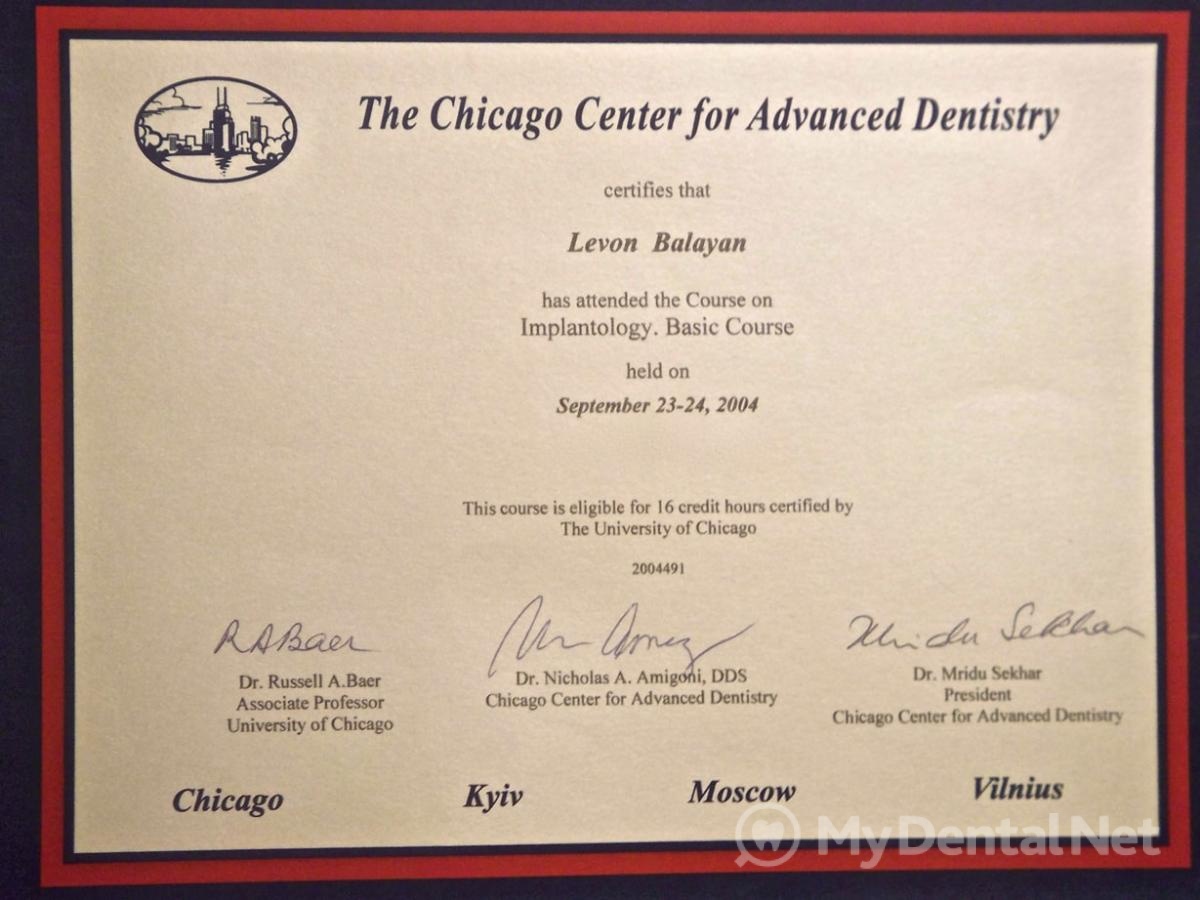 The Chicago Center for Advanced Dentistry
certifies that
Levon Balayan
has attended the Course on
Implantology. Basic Course
held on
September 23-24, 2004
This course is eligible for 16 credit hours certified by
The University of Chicago
2004491
R A Baer
Dr. Russell A.Baer
Associate Professor
University of Chicago
Dr. Nicholas A. Amigoni, DDS
Chicago Center for Advanced Dentistry
Mridu Sekhar
Dr. Mridu Sekhar
President
Chicago Center for Advanced Dentistry
Chicago Kyiv Moscow Vilnius
MyDentalNet